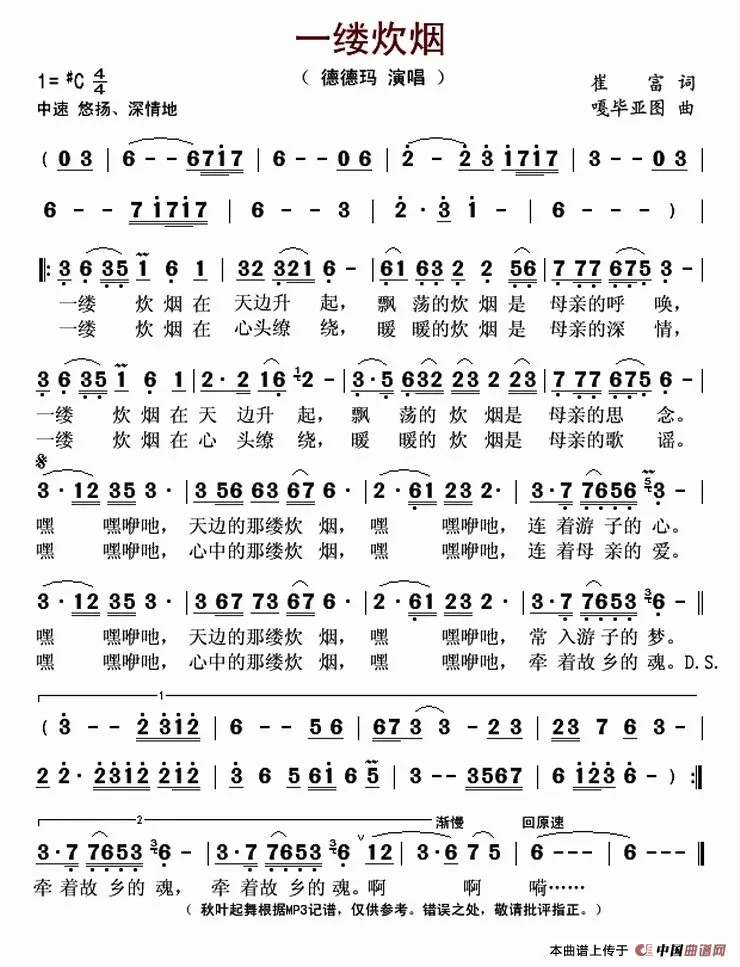 一缕炊烟
（ 德德玛 演唱 ）
1= #C 4/4
崔 富 词
中速 悠扬、深情地
嘎毕亚图 曲
( 0 3 | 6 - - 6717 | 6 - - 06 | 2 - 23 1717 | 3 - - 03 |
6 - - 7 1717 | 6 - - 3 | 2 · 3 1 | 6 - - - ) |
‖: 3 6 35 1 6 1 | 32 321 6 - | 61 63 2 2 56 | 7 77 675 3 - |
一缕 炊烟在 天边升 起， 飘 荡的炊 烟是 母亲的呼 唤，
一缕 炊烟在 心头缭 绕， 暖 暖的炊 烟是 母亲的深 情，
3 6 35 1 6 1 | 2 · 2 2 16 12 - | 3 · 5 632 23 2 23 | 7 77 675 6 - |
一缕 炊 烟在 天 边升 起， 飘 荡的 炊 烟是 母亲的思 念。
一缕 炊 烟在 心 头缭 绕， 暖 暖的 炊 烟是 母亲的歌 谣。
3 · 12 35 3 · | 3 56 63 63 67 | 2 · 61 23 2 · | 3 · 7 7656 5 3 - |
嘿 嘿咿吔， 天边的那缕炊 烟， 嘿 嘿咿吔， 连 着游 子的 心。
嘿 嘿咿吔， 心中的那缕炊 烟， 嘿 嘿咿吔， 连 着母 亲的 爱。
3 · 12 35 3 · | 3 67 73 63 67 | 2 · 61 23 2 · | 3 · 7 7653 3 6 - ‖
嘿 嘿咿吔， 天边的那缕炊 烟， 嘿 嘿咿吔， 常 入游子的 梦。
嘿 嘿咿吔， 心中的那缕炊 烟， 嘿 嘿咿吔， 牵 着故乡的 魂。D.S.
1
( 3 - - 2 312 | 6 - - 56 | 667 3 3 - 23 | 23 7 6 3 - |
2 2 · 2312 212 | 3 6 56 616 5 | 3 - - 3567 | 6 123 6 - ) :‖
2 渐慢 回原速
3 · 7 7653 3 6 - | 3 · 7 7653 3 6 · 12 | 3 - 3 · 6 7 5 | 6 - - - | 6 - - - ‖
牵 着故 乡的 魂， 牵 着故 乡的 魂。啊 啊 嗬……
（ 秋叶起舞根据MP3记谱，仅供参考。错误之处，敬请批评指正。）
本曲谱上传于 中国曲谱网